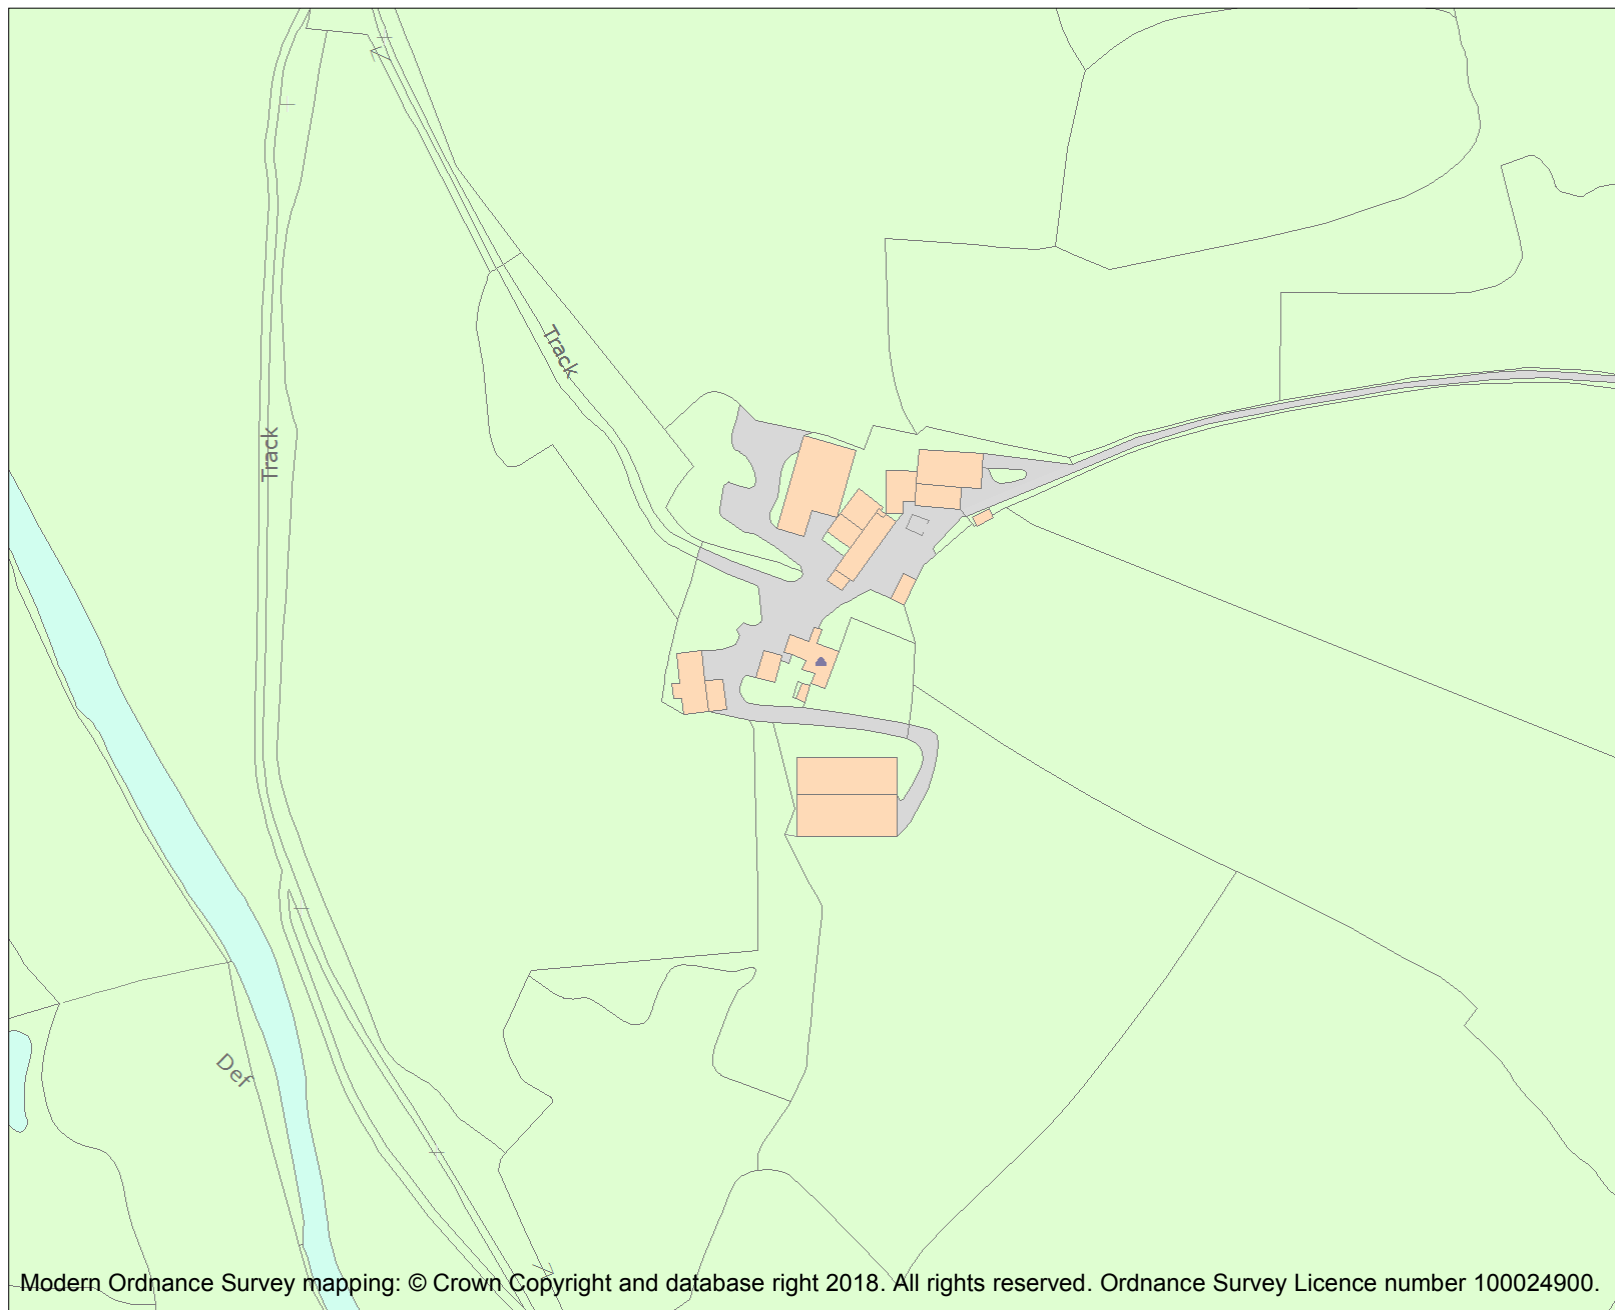 Track
Track
Def
Modern Ordnance Survey mapping: © Crown Copyright and database right 2018. All rights reserved. Ordnance Survey Licence number 100024900.